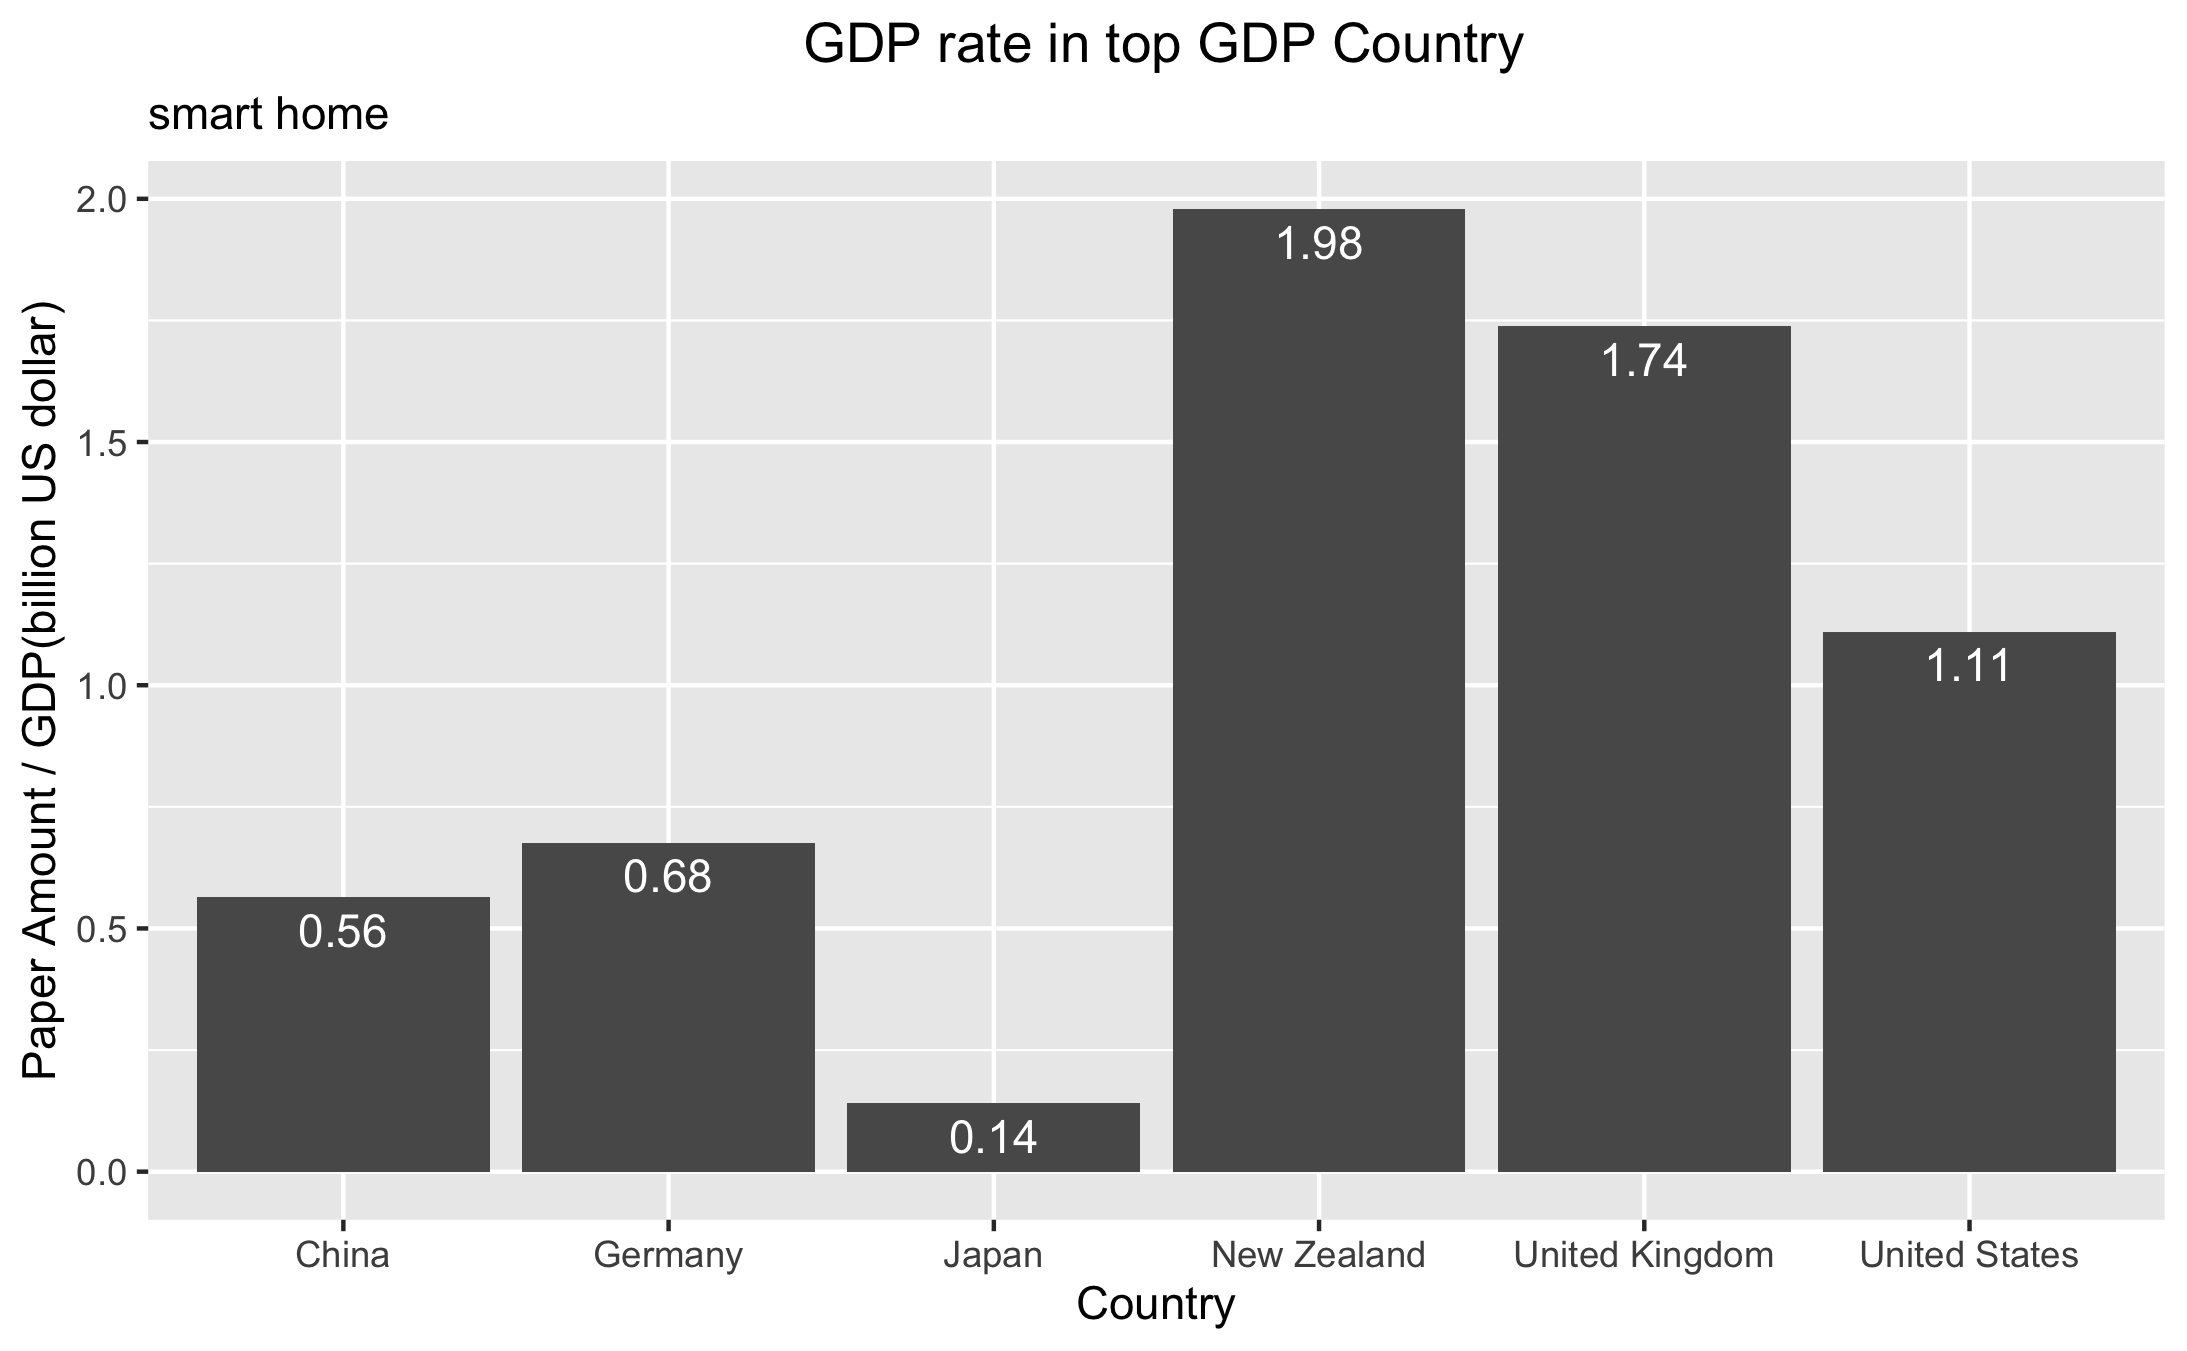 GDP rate in top GDP Country
smart home
Paper Amount / GDP(billion US dollar)
2.0
1.5
1.0
0.5
0.0
0.56
0.68
0.14
1.98
1.74
1.11
China
Germany
Japan
New Zealand
United Kingdom
United States
Country